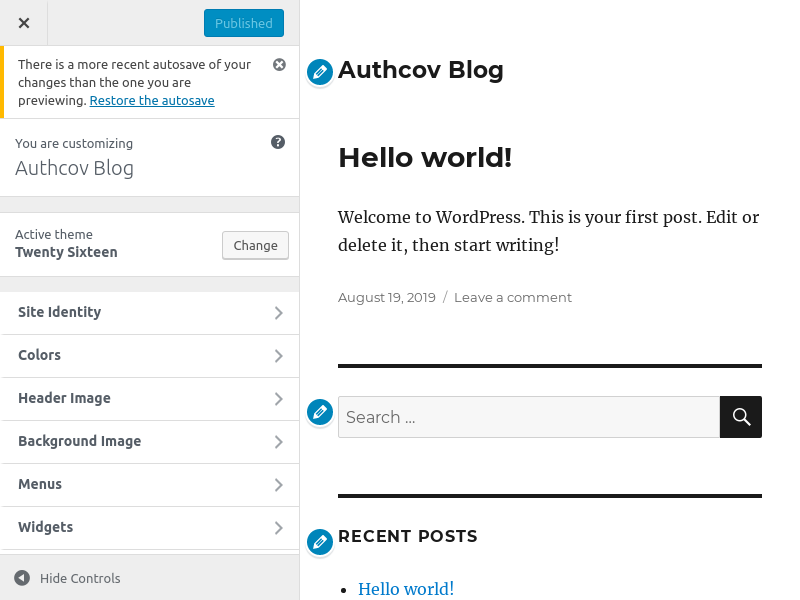 Published
There is a more recent autosave of your
changes than the one you are
previewing. Restore the autosave
You are customizing
Authcov Blog
Active theme
Twenty Sixteen
Change
Site Identity
Colors
Header Image
Background Image
Menus
Widgets
Hide Controls
Authcov Blog
Hello world!
Welcome to WordPress. This is your first post. Edit or
delete it, then start writing!
August 19, 2019 / Leave a comment
Search ...
RECENT POSTS
Hello world!